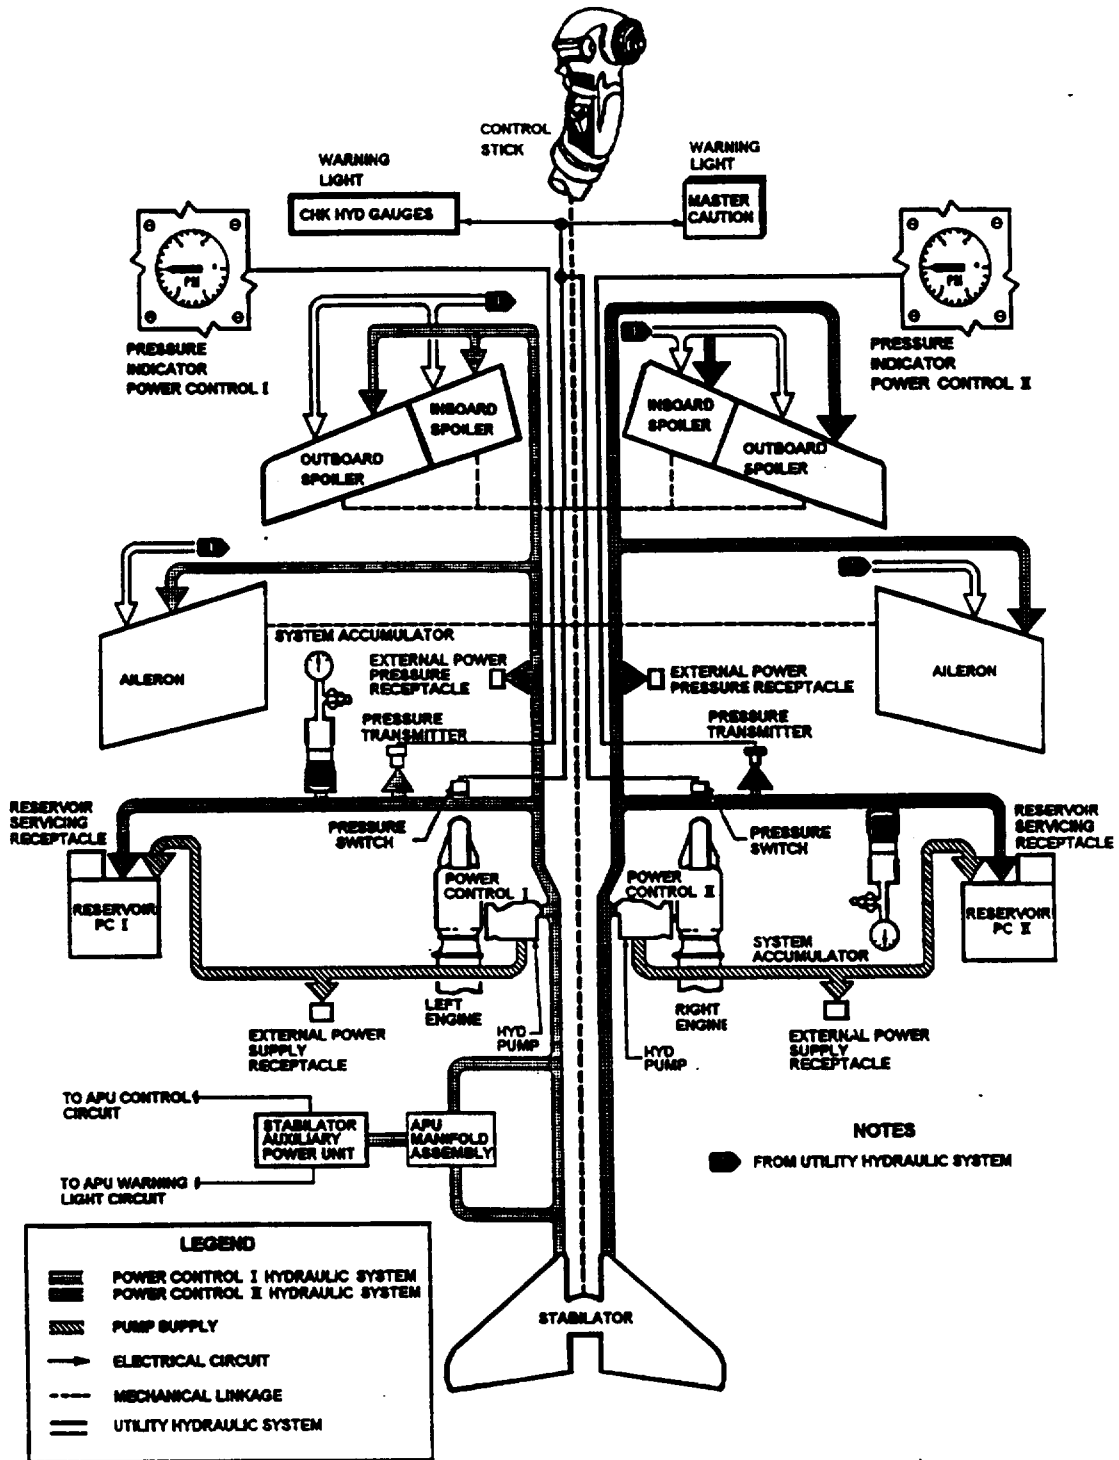 CONTROL
STICK
WARNING
LIGHT
CHK HYD GAUGES
WARNING
LIGHT
MASTER
CAUTION
PRESSURE
INDICATOR
POWER CONTROL I
PRESSURE
INDICATOR
POWER CONTROL II
INBOARD
SPOILER
OUTBOARD
SPOILER
INBOARD
SPOILER
OUTBOARD
SPOILER
AILERON
SYSTEM ACCUMULATOR
EXTERNAL POWER
PRESSURE
RECEPTACLE
EXTERNAL POWER
PRESSURE RECEPTACLE
AILERON
PRESSURE
TRANSMITTER
PRESSURE
TRANSMITTER
RESERVOIR
SERVICING
RECEPTACLE
PRESSURE
SWITCH
PRESSURE
SWITCH
RESERVOIR
SERVICING
RECEPTACLE
POWER
CONTROL I
POWER
CONTROL II
RESERVOIR
PC I
RESERVOIR
PC II
SYSTEM
ACCUMULATOR
LEFT
ENGINE
RIGHT
ENGINE
HYD
PUMP
HYD
PUMP
EXTERNAL POWER
SUPPLY
RECEPTACLE
EXTERNAL POWER
SUPPLY
RECEPTACLE
TO APU CONTROL
CIRCUIT
STABILATOR
AUXILIARY
POWER UNIT
APU
MANIFOLD
ASSEMBLY
TO APU WARNING
LIGHT CIRCUIT
NOTES
FROM UTILITY HYDRAULIC SYSTEM
STABILATOR
LEGEND
POWER CONTROL I HYDRAULIC SYSTEM
POWER CONTROL II HYDRAULIC SYSTEM
PUMP SUPPLY
ELECTRICAL CIRCUIT
MECHANICAL LINKAGE
UTILITY HYDRAULIC SYSTEM